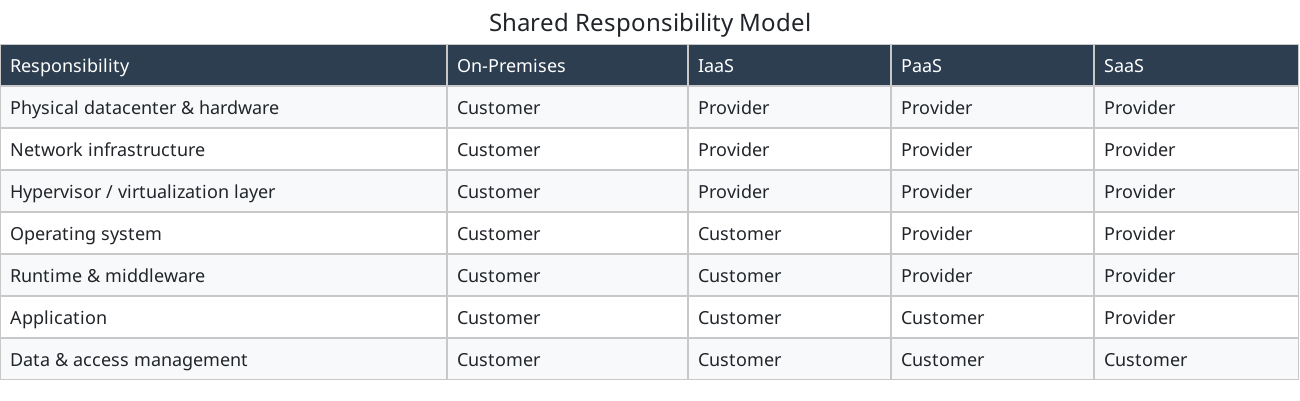 Shared Responsibility Model
Responsibility On-Premises IaaS PaaS SaaS
Physical datacenter & hardware Customer Provider Provider Provider
Network infrastructure Customer Provider Provider Provider
Hypervisor / virtualization layer Customer Provider Provider Provider
Operating system Customer Customer Provider Provider
Runtime & middleware Customer Customer Provider Provider
Application Customer Customer Customer Provider
Data & access management Customer Customer Customer Customer